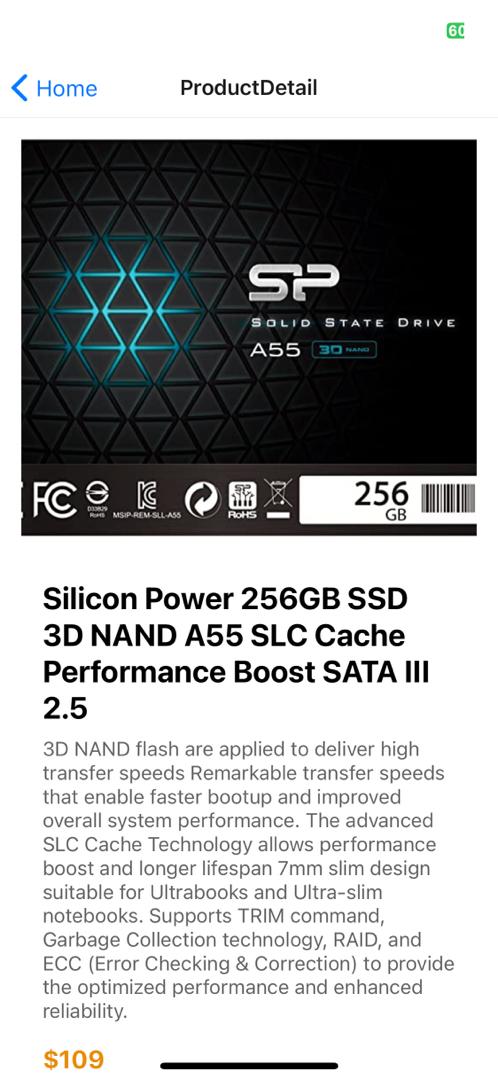 60
Home
ProductDetail
SP
SOLID STATE DRIVE
A55 3D NAND
FC
D33B29
RoHS
MSIP-REM-SLL-A55
SP
RoHS
256
GB
Silicon Power 256GB SSD
3D NAND A55 SLC Cache
Performance Boost SATA III
2.5
3D NAND flash are applied to deliver high
transfer speeds Remarkable transfer speeds
that enable faster bootup and improved
overall system performance. The advanced
SLC Cache Technology allows performance
boost and longer lifespan 7mm slim design
suitable for Ultrabooks and Ultra-slim
notebooks. Supports TRIM command,
Garbage Collection technology, RAID, and
ECC (Error Checking & Correction) to provide
the optimized performance and enhanced
reliability.
$109